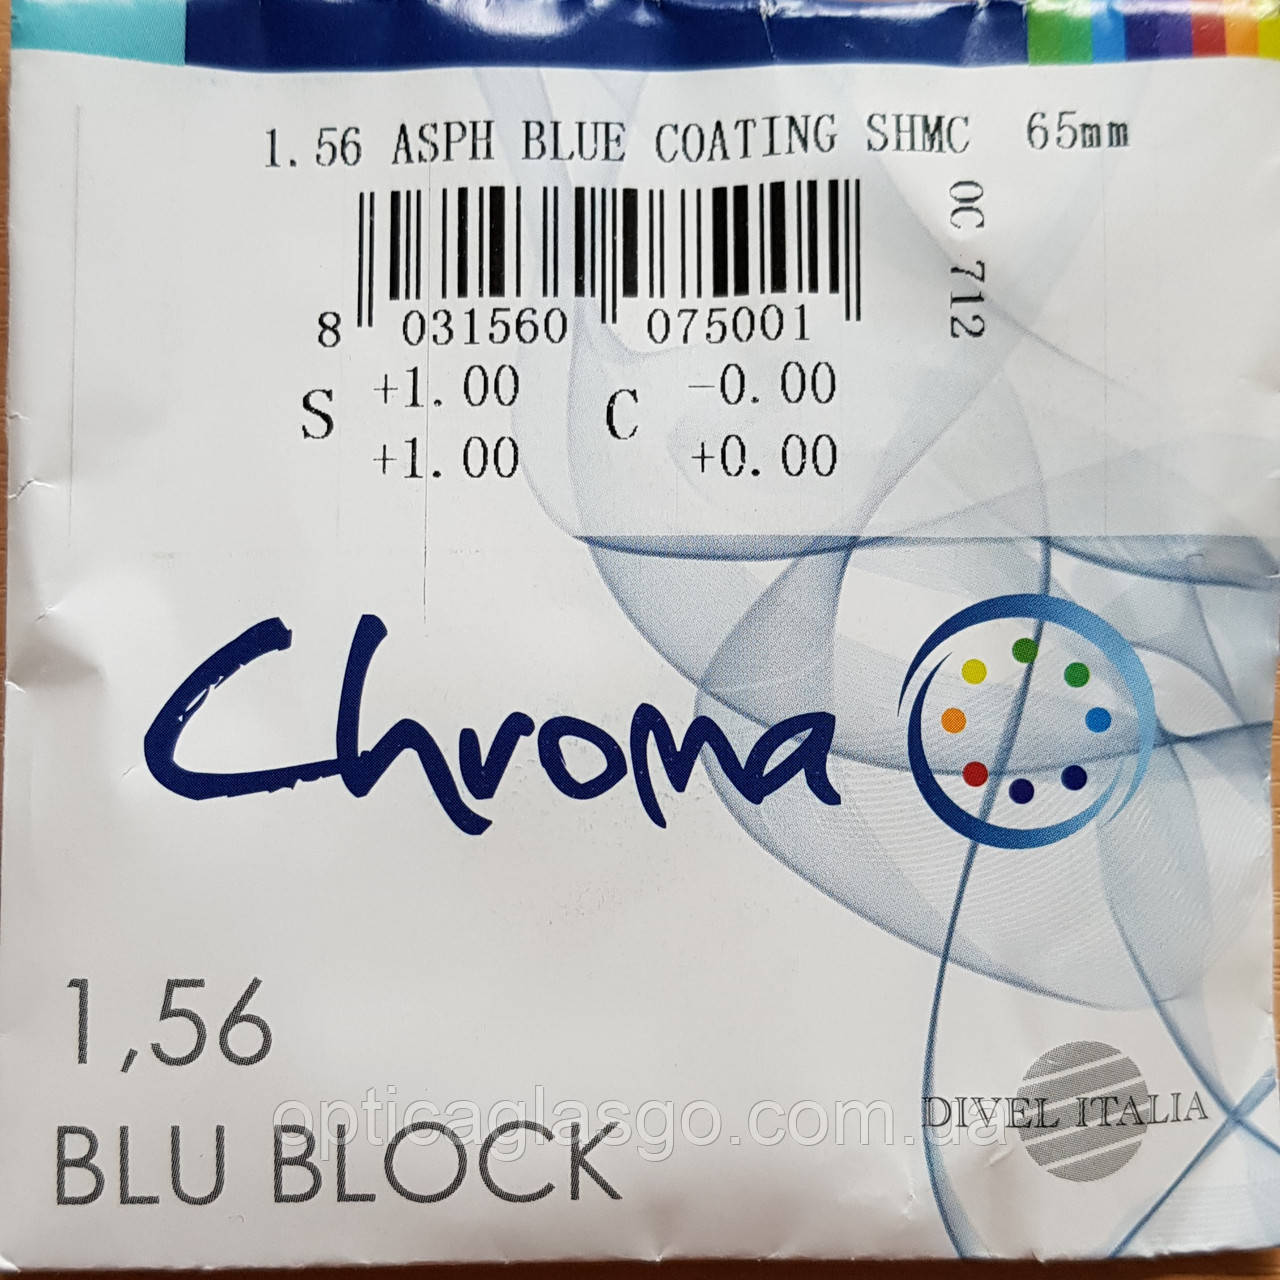 1.56 ASPH BLUE COATING SHMC 65mm
OC 712
8 031560 075001
S +1.00 C -0.00
+1.00 +0.00
Chroma
1,56
BLU BLOCK
opticaglasgo.com.ua
DIVEL ITALIA